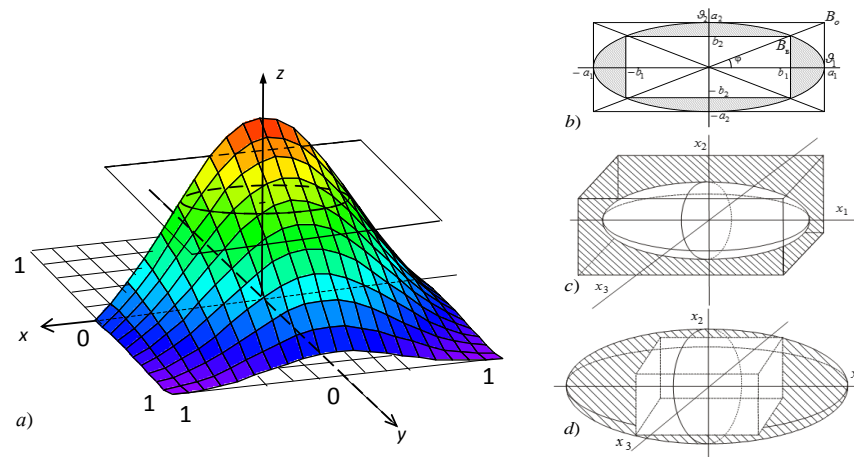 z
1
x
0
1
1
0
1
y
a)
ϑ₂ a₂
Bₒ
b₂
Bв
φ
ϑ₁
−a₁
−b₁
b₁
a₁
−b₂
−a₂
b)
x₂
x₁
x₃
c)
x₂
x₃
d)